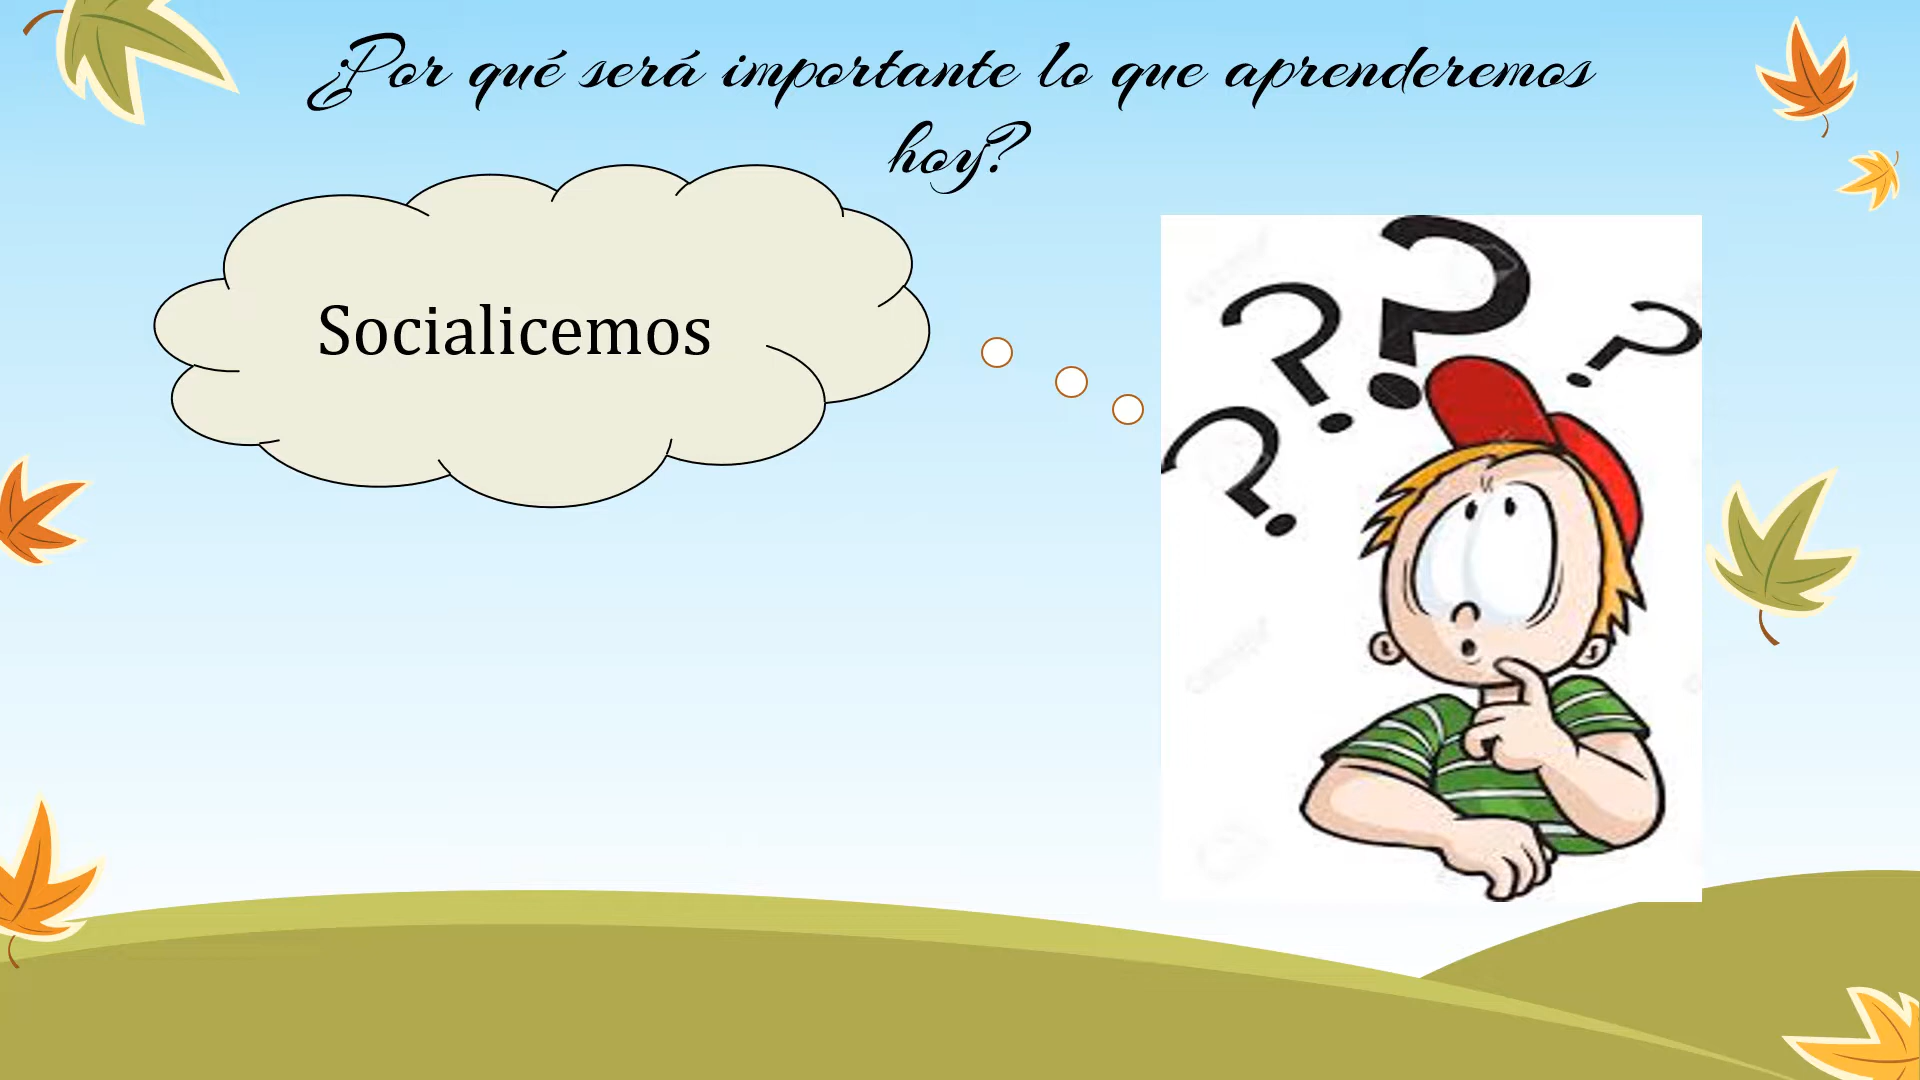 ¿Por qué será importante lo que aprenderemos
hoy?
Socialicemos